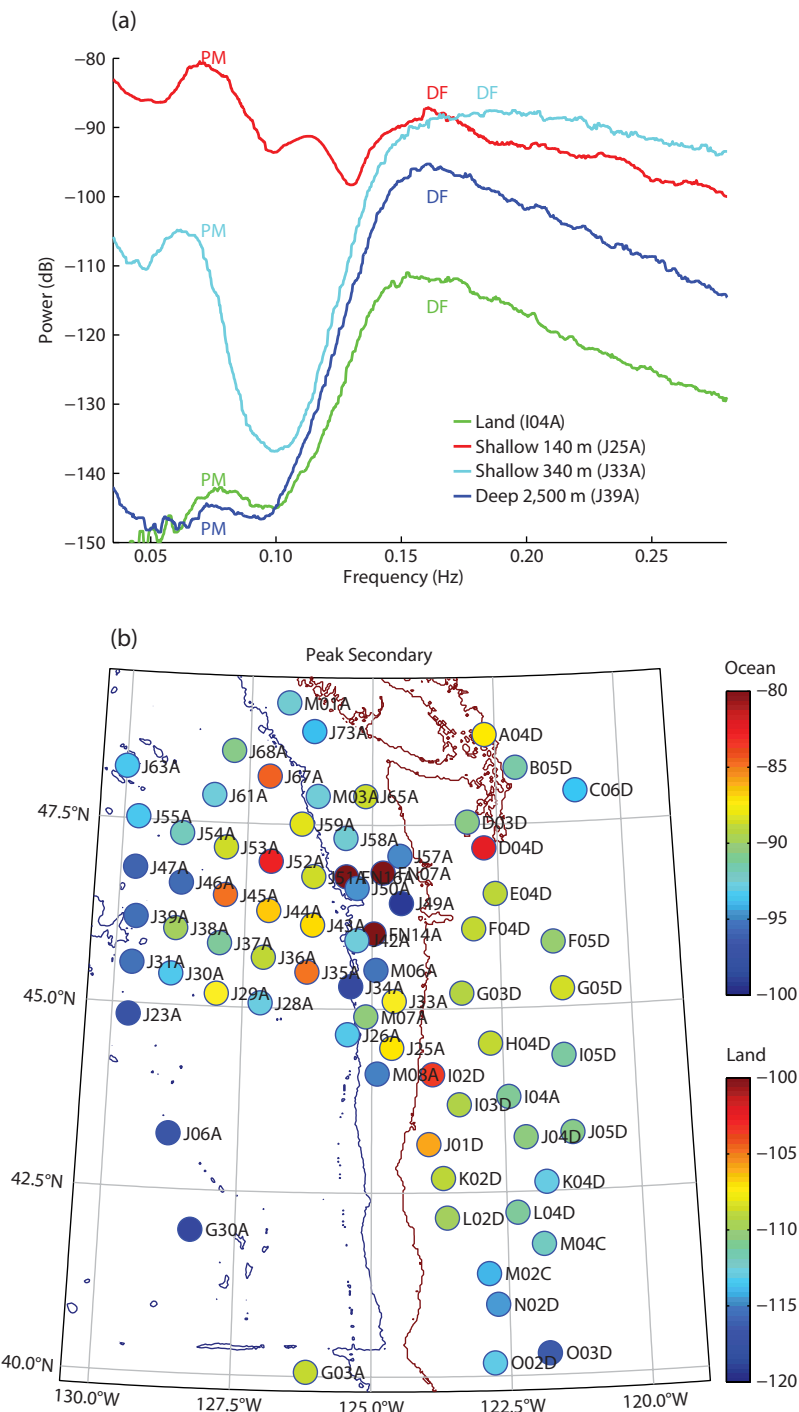 (a)
−80
−90
−100
−110
−120
−130
−140
−150
Power (dB)
PM
DF
DF
PM
DF
DF
PM
PM
Land (I04A)
Shallow 140 m (J25A)
Shallow 340 m (J33A)
Deep 2,500 m (J39A)
0.05
0.10
0.15
0.20
0.25
Frequency (Hz)
(b)
Peak Secondary
Ocean
−80
−85
−90
−95
−100
Land
−100
−105
−110
−115
−120
M01A
J73A
A04D
J68A
B05D
J63A
J67A
C06D
J61A
M03A
J65A
47.5°N
J55A
J59A
D03D
J54A
J58A
J53A
D04D
J52A
J57A
J47A
J51A
FN16A
FN07A
J46A
J50A
E04D
J45A
J49A
J39A
J44A
J38A
J43A
FN14A
F04D
J37A
J42A
F05D
J31A
J36A
J30A
J35A
M06A
J29A
J34A
G03D
G05D
45.0°N
J28A
J33A
J23A
M07A
J26A
J25A
H04D
I05D
M08A
I02D
I03D
I04A
J06A
J01D
J04D
J05D
42.5°N
K02D
K04D
L02D
L04D
G30A
M04C
M02C
N02D
40.0°N
G03A
O02D
O03D
130.0°W
127.5°W
125.0°W
122.5°W
120.0°W